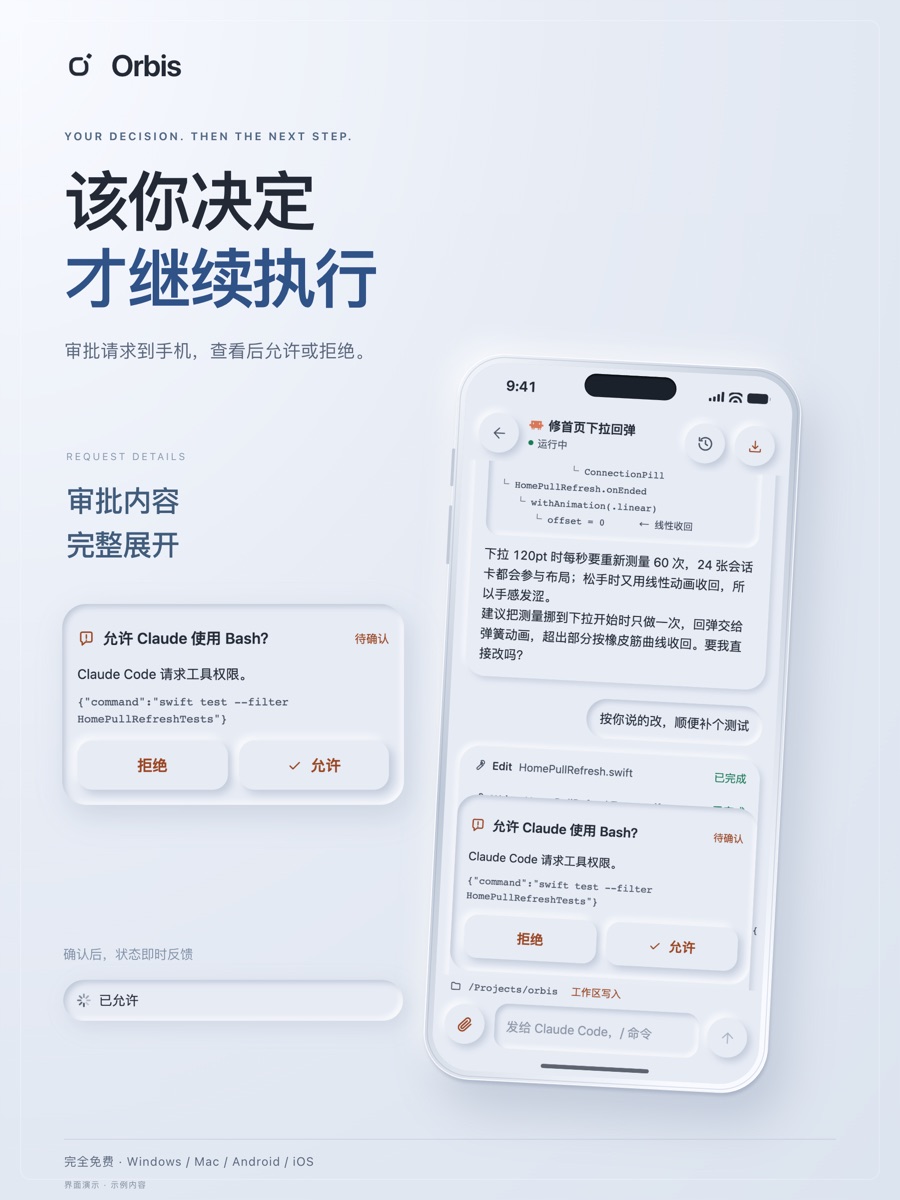 Orbis
YOUR DECISION. THEN THE NEXT STEP.
该你决定
才继续执行
审批请求到手机，查看后允许或拒绝。
REQUEST DETAILS
审批内容
完整展开
允许 Claude 使用 Bash?
待确认
Claude Code 请求工具权限。
{"command":"swift test --filter
HomePullRefreshTests"}
拒绝
允许
确认后，状态即时反馈
已允许
9:41
修首页下拉回弹
运行中
└ ConnectionPill
└ HomePullRefresh.onEnded
└ withAnimation(.linear)
└ offset = 0 ← 线性收回
下拉 120pt 时每秒要重新测量 60 次，24 张会话
卡都会参与布局；松手时又用线性动画收回，所
以手感发涩。
建议把测量挪到下拉开始时只做一次，回弹交给
弹簧动画，超出部分按橡皮筋曲线收回。要我直
接改吗?
按你说的改，顺便补个测试
Edit HomePullRefresh.swift
已完成
允许 Claude 使用 Bash?
待确认
Claude Code 请求工具权限。
{"command":"swift test --filter
HomePullRefreshTests"}
{
拒绝
允许
/Projects/orbis 工作区写入
发给 Claude Code，/ 命令
完全免费 · Windows / Mac / Android / iOS
界面演示 · 示例内容